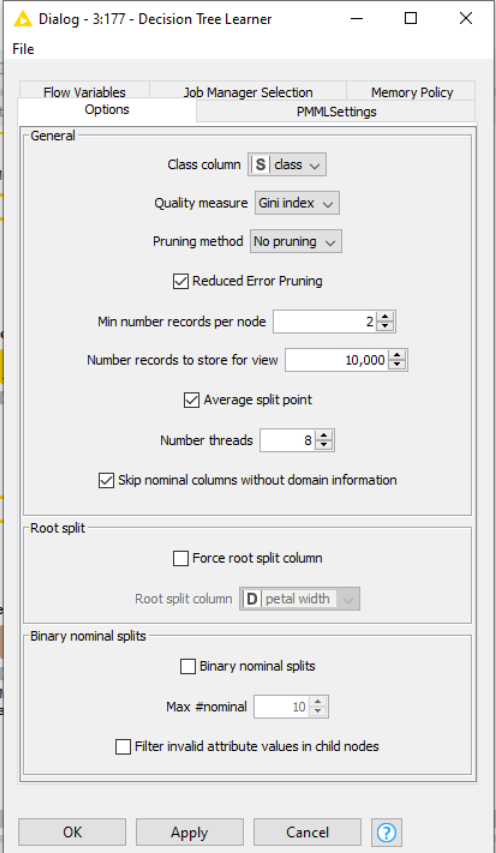 Dialog - 3:177 - Decision Tree Learner
File
Flow Variables Job Manager Selection Memory Policy
Options PMMLSettings
General
Class column S class
Quality measure Gini index
Pruning method No pruning
Reduced Error Pruning
Min number records per node 2
Number records to store for view 10,000
Average split point
Number threads 8
Skip nominal columns without domain information
Root split
Force root split column
Root split column D petal width
Binary nominal splits
Binary nominal splits
Max #nominal 10
Filter invalid attribute values in child nodes
OK Apply Cancel ?